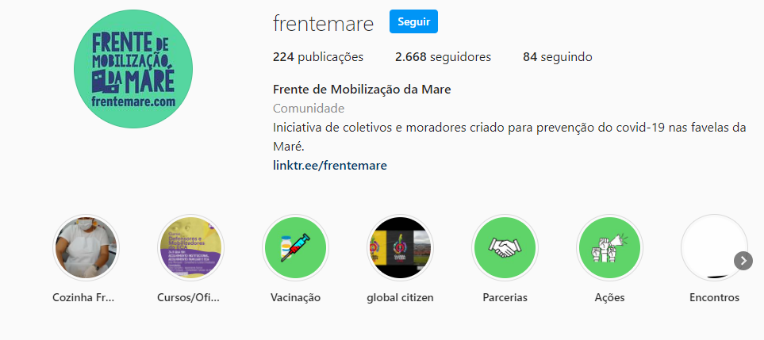 FRENTE DE
MOBILIZAÇÃO
DA MARÉ
frentemare.com
frentemare
Seguir
224 publicações 2.668 seguidores 84 seguindo
Frente de Mobilização da Mare
Comunidade
Iniciativa de coletivos e moradores criado para prevenção do covid-19 nas favelas da
Maré.
linktr.ee/frentemare
Cozinha Fr...
Cursos/Ofi...
Vacinação
global citizen
Parcerias
Ações
Encontros